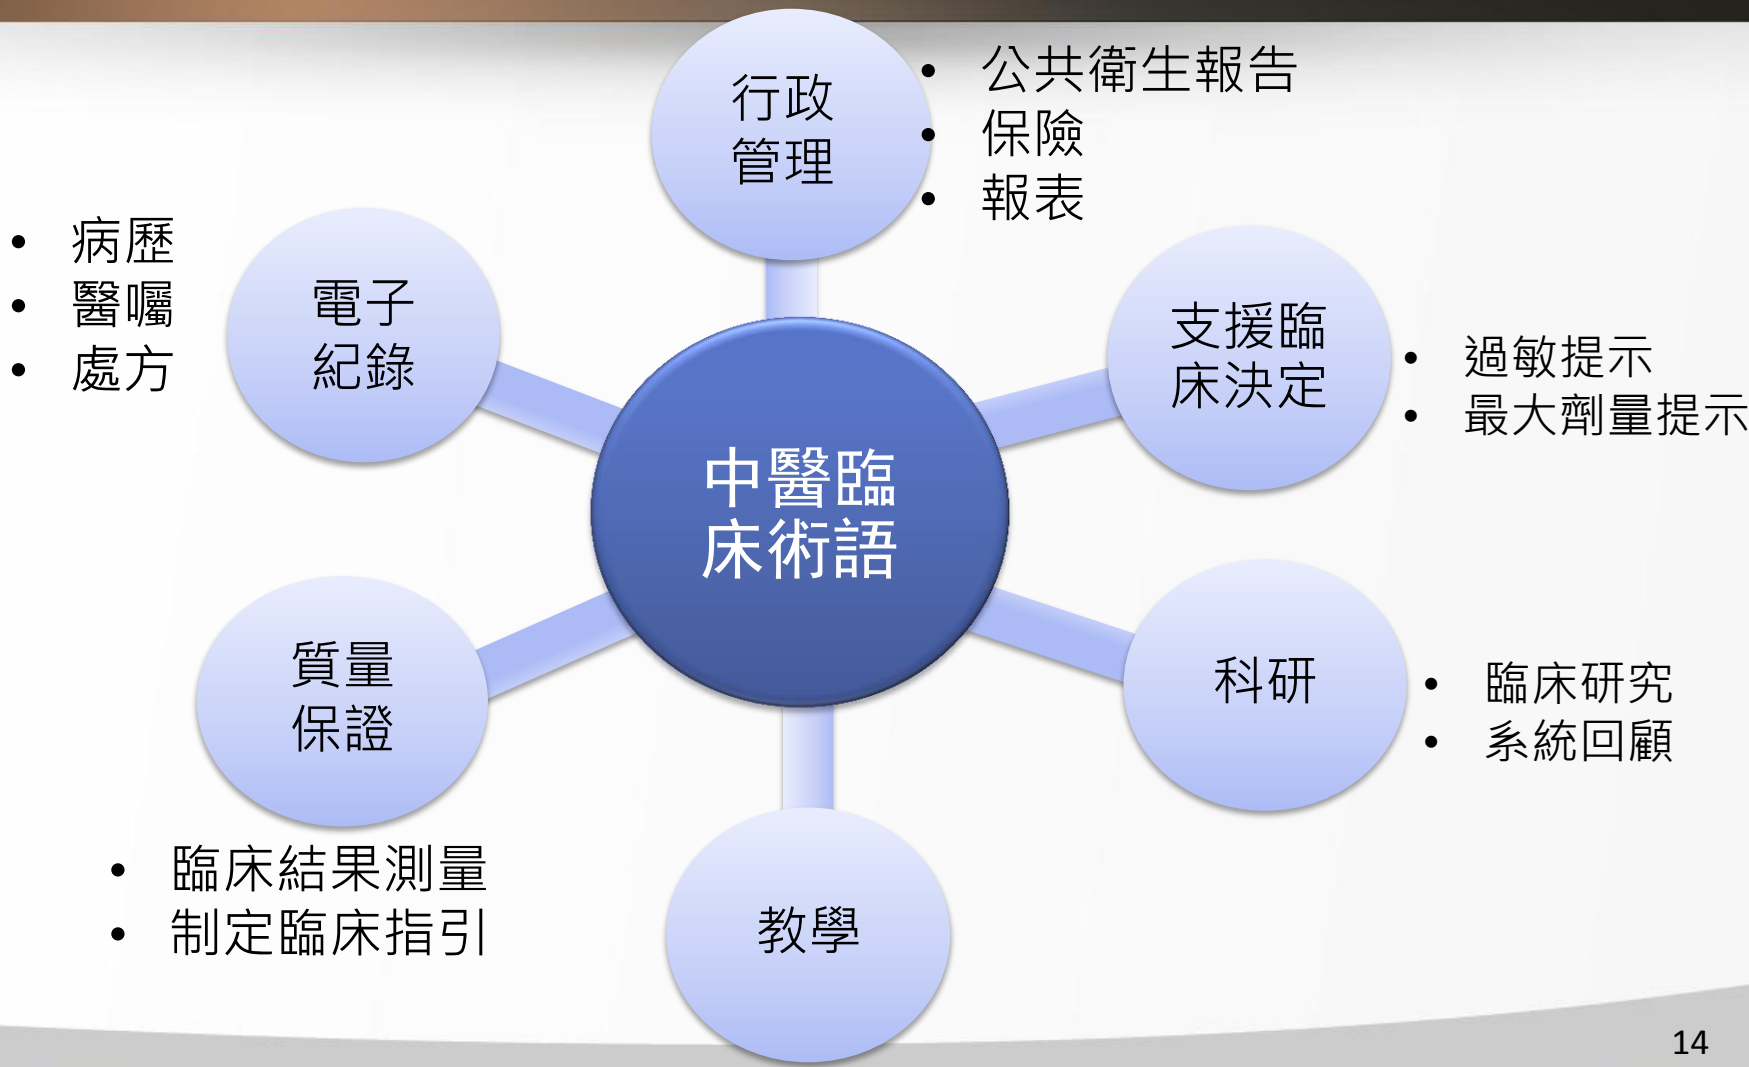 行政
管理
• 公共衛生報告
• 保險
• 報表
• 病歷
• 醫囑
• 處方
電子
紀錄
支援臨
床決定
• 過敏提示
• 最大劑量提示
中醫臨
床術語
質量
保證
• 臨床結果測量
• 制定臨床指引
科研
• 臨床研究
• 系統回顧
教學
14